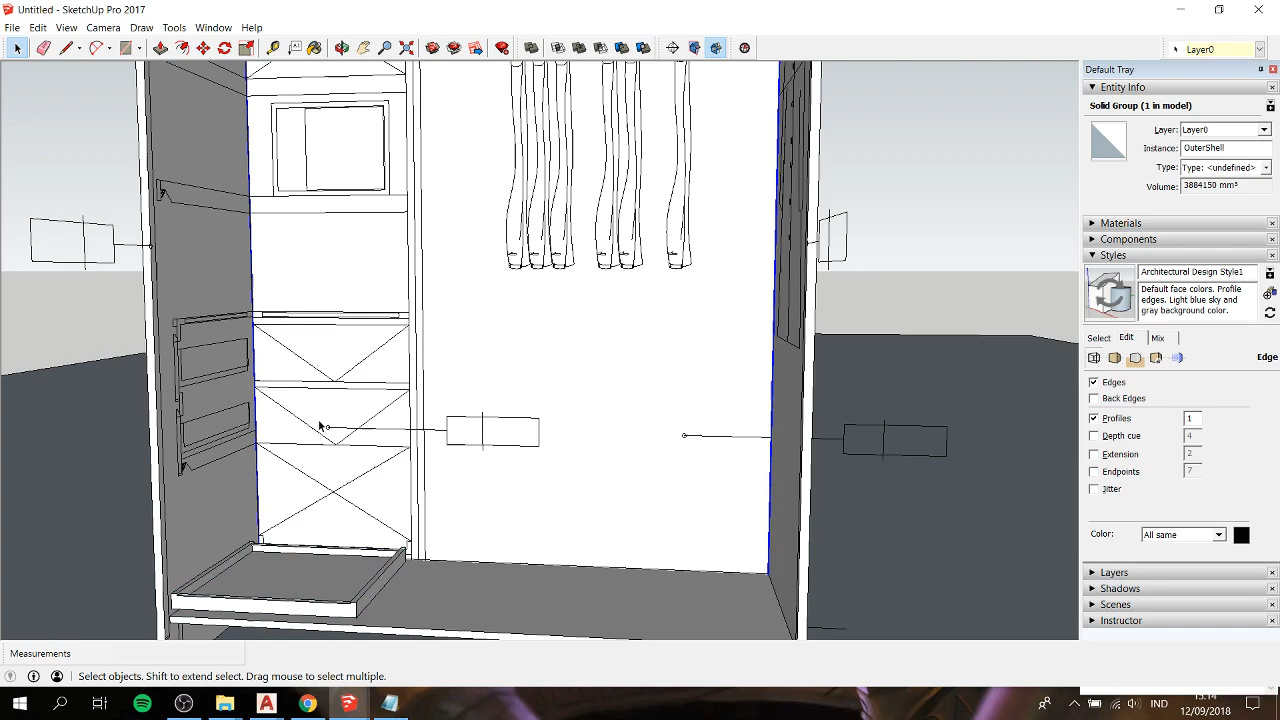 Untitled - SketchUp Pro 2017
File Edit View Camera Draw Tools Window Help
Layer0
Default Tray
Entity Info
Solid Group (1 in model)
Layer: Layer0
Instance: OuterShell
Type: Type: <undefined>
Volume: 3884150 mm³
Materials
Components
Styles
Architectural Design Style1
Default face colors. Profile
edges. Light blue sky and
gray background color.
Select Edit Mix
Edge
Edges
Back Edges
Profiles 1
Depth cue 4
Extension 2
Endpoints 7
Jitter
Color: All same
Layers
Shadows
Scenes
Instructor
Measurements
Select objects. Shift to extend select. Drag mouse to select multiple.
IND
15:14
12/09/2018